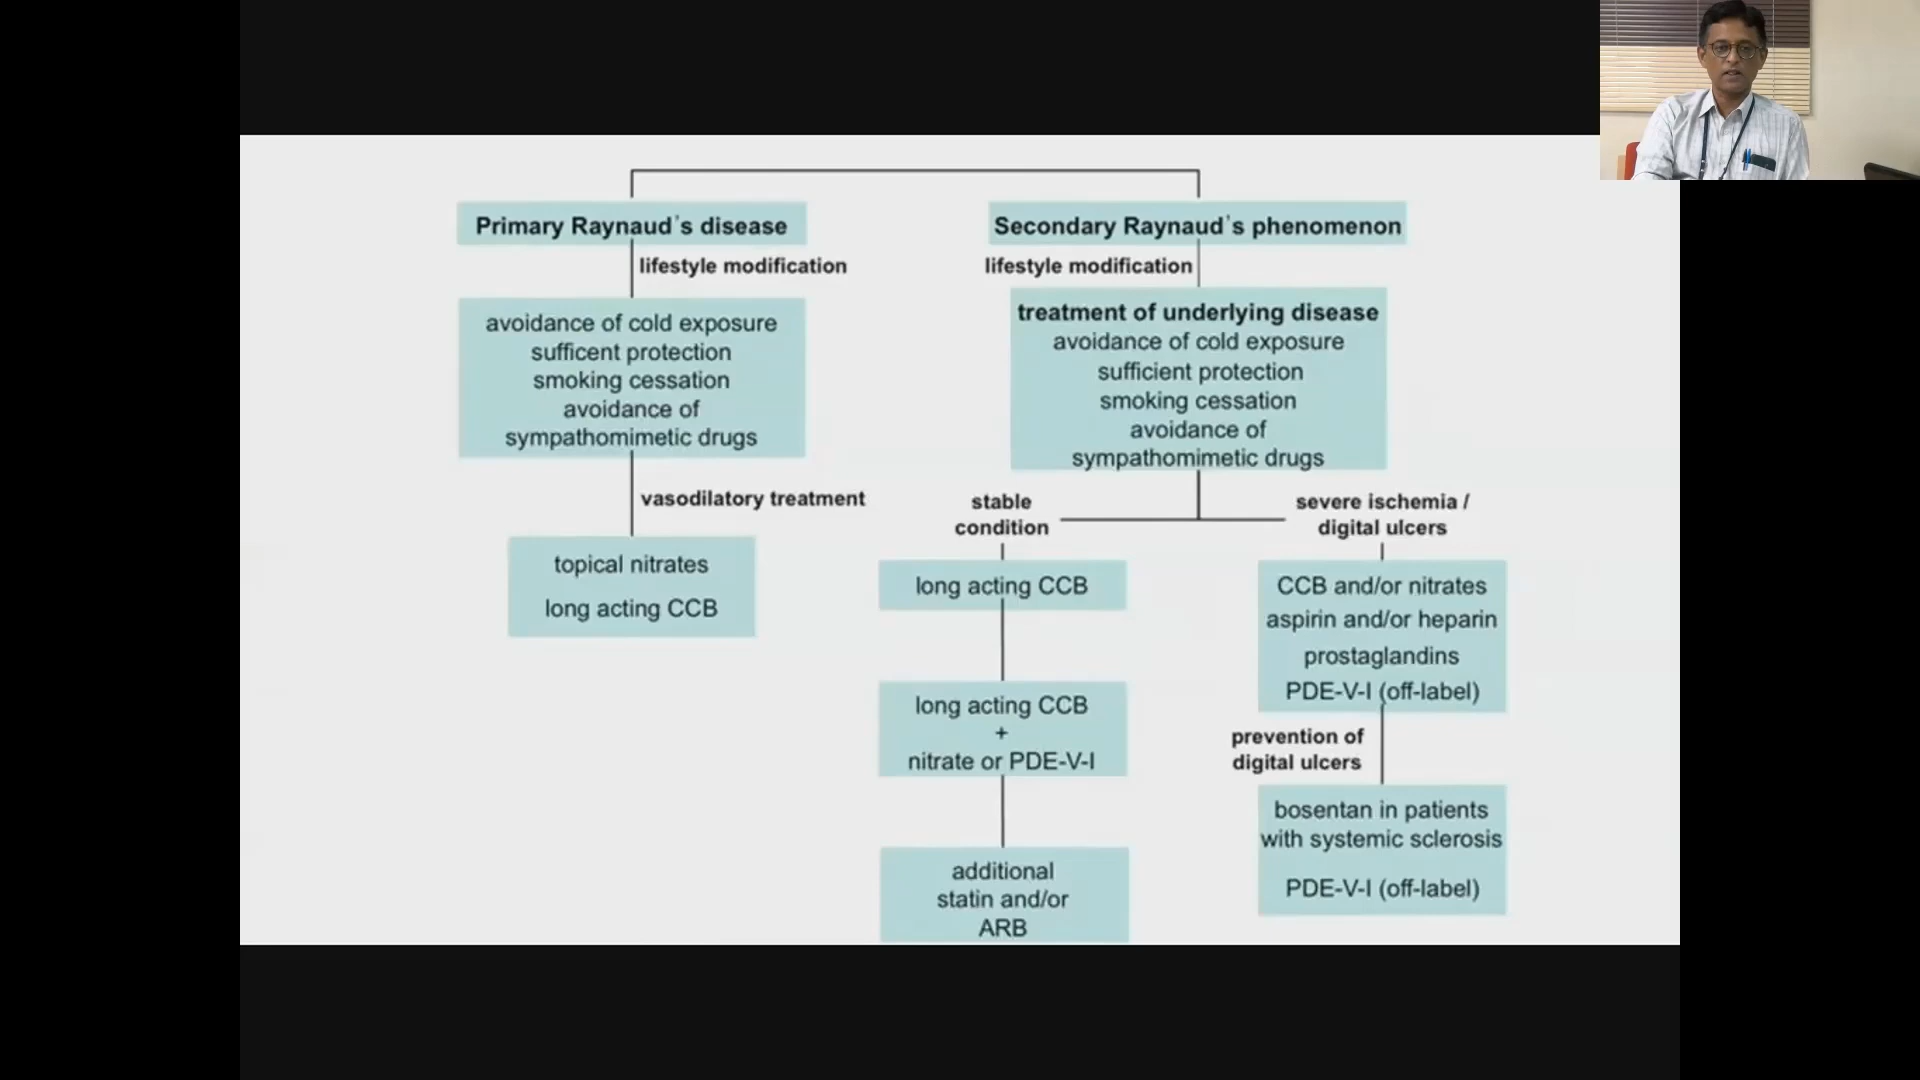 Primary Raynaud's disease
lifestyle modification
avoidance of cold exposure
sufficent protection
smoking cessation
avoidance of
sympathomimetic drugs
vasodilatory treatment
topical nitrates
long acting CCB
Secondary Raynaud's phenomenon
lifestyle modification
treatment of underlying disease
avoidance of cold exposure
sufficient protection
smoking cessation
avoidance of
sympathomimetic drugs
stable
condition
long acting CCB
long acting CCB
+
nitrate or PDE-V-I
additional
statin and/or
ARB
severe ischemia /
digital ulcers
CCB and/or nitrates
aspirin and/or heparin
prostaglandins
PDE-V-I (off-label)
prevention of
digital ulcers
bosentan in patients
with systemic sclerosis
PDE-V-I (off-label)